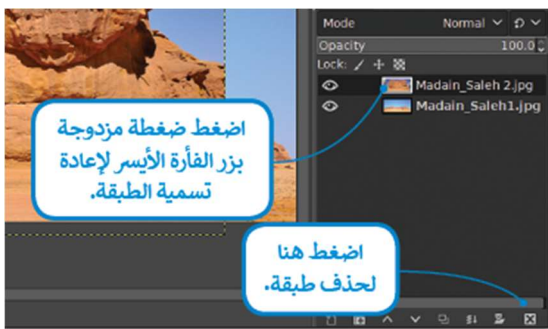 Mode Normal
Opacity 100.0
Lock:
Madain_Saleh 2.jpg
Madain_Saleh1.jpg
اضغط ضغطة مزدوجة
بزر الفأرة الأيسر لإعادة
تسمية الطبقة.
اضغط هنا
لحذف طبقة.